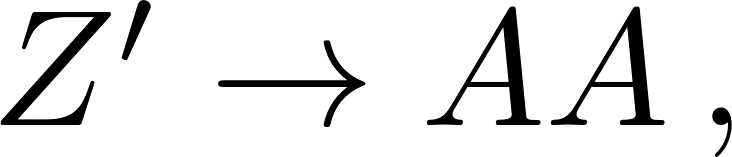 Z′ → AA ,